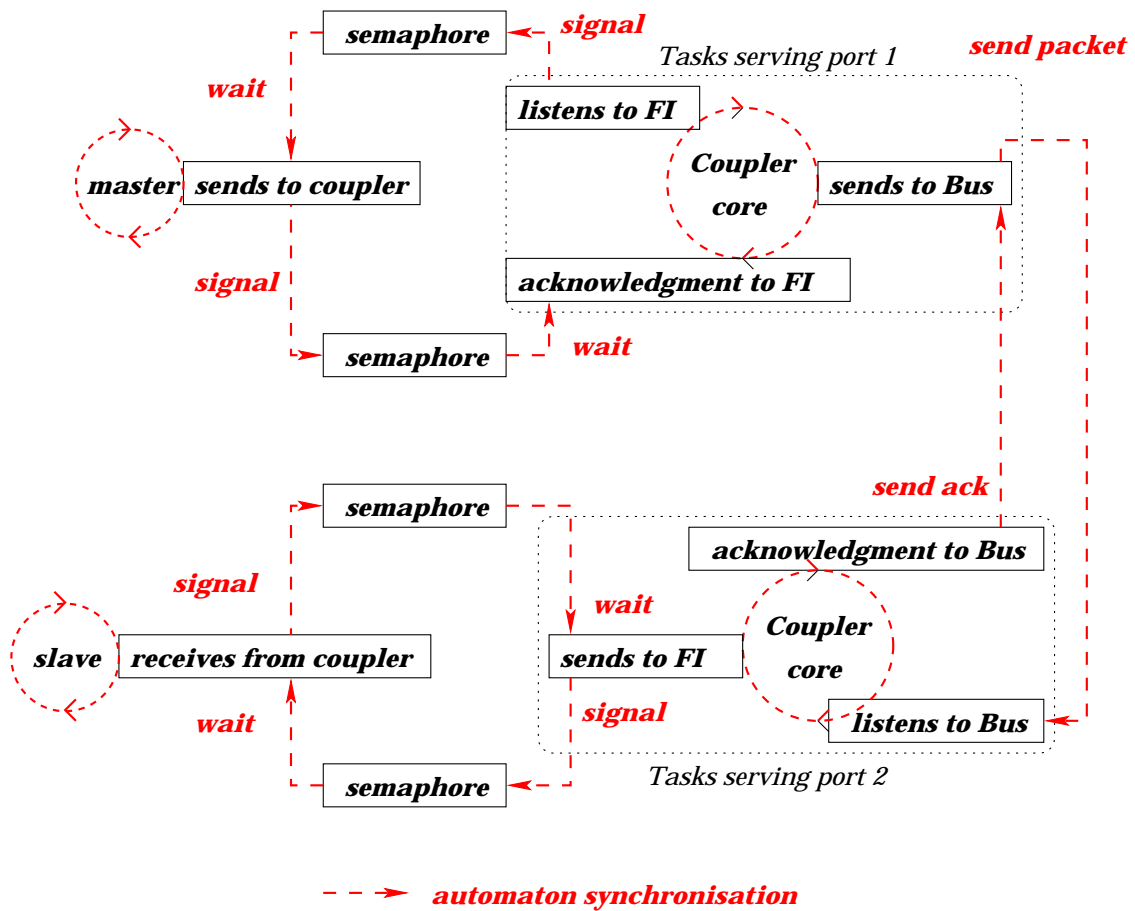 signal
semaphore
send packet
Tasks serving port 1
wait
listens to FI
Coupler
core
master
sends to coupler
sends to Bus
signal
acknowledgment to FI
semaphore
wait
send ack
semaphore
acknowledgment to Bus
signal
wait
Coupler
core
slave
receives from coupler
sends to FI
wait
signal
listens to Bus
semaphore
Tasks serving port 2
automaton synchronisation